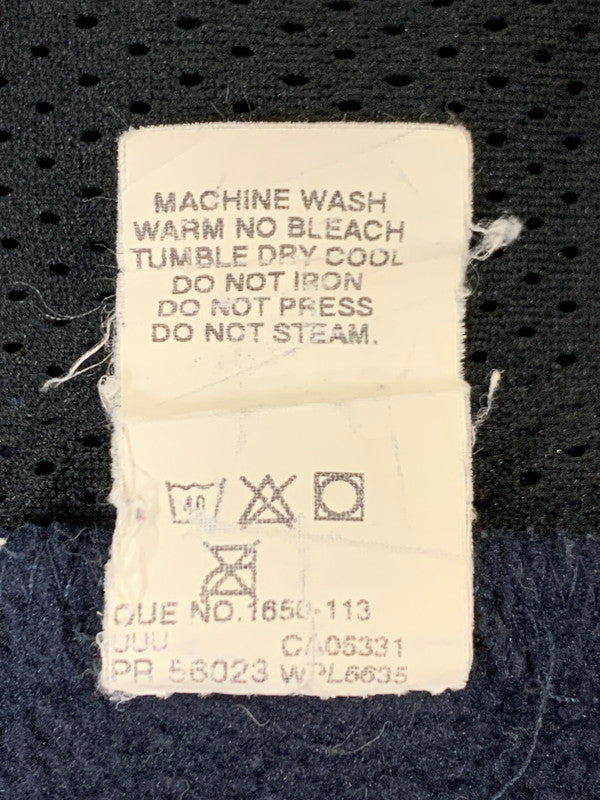 MACHINE WASH
WARM NO BLEACH
TUMBLE DRY COOL
DO NOT IRON
DO NOT PRESS
DO NOT STEAM.
40
QUE NO.1650-113
UUU CA05331
PR 56023 WPL6635